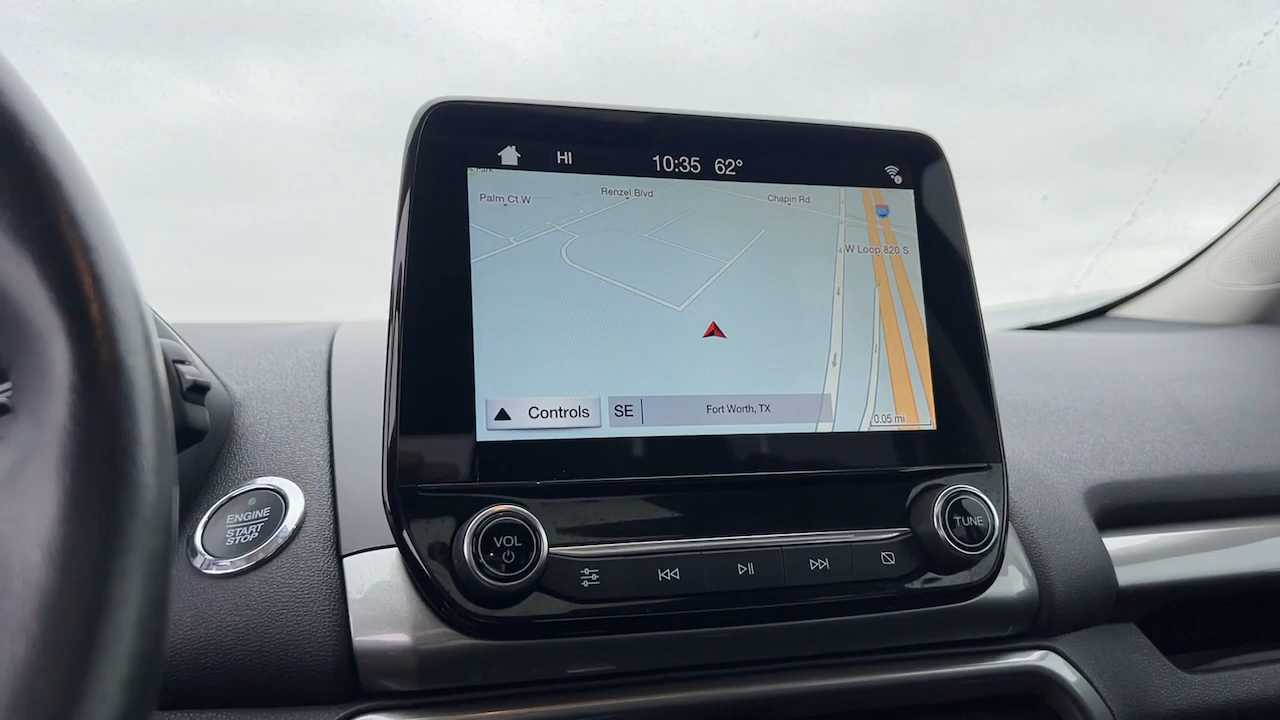 HI 10:35 62°
s Park
Palm Ct W
Renzel Blvd
Chapin Rd
W Loop 820 S
Controls
SE
Fort Worth, TX
0.05 mi
ENGINE
START
STOP
VOL
TUNE